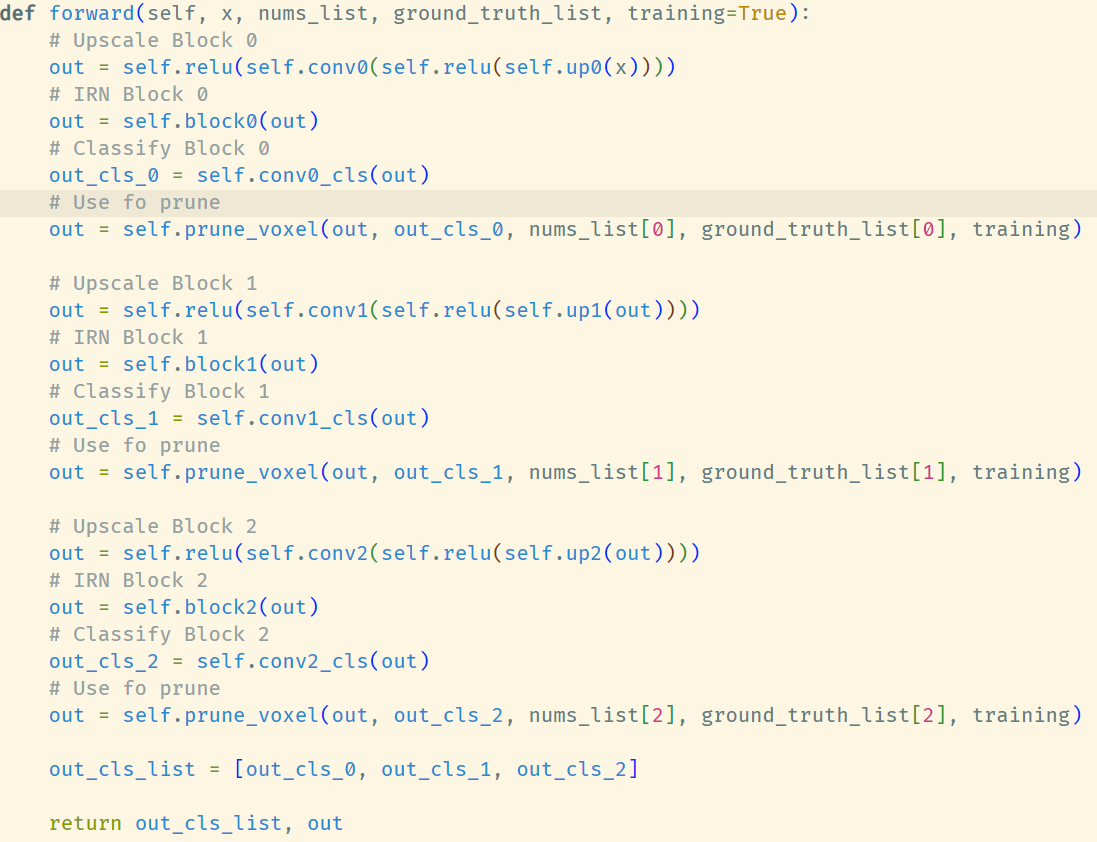 def forward(self, x, nums_list, ground_truth_list, training=True):
    # Upscale Block 0
    out = self.relu(self.conv0(self.relu(self.up0(x))))
    # IRN Block 0
    out = self.block0(out)
    # Classify Block 0
    out_cls_0 = self.conv0_cls(out)
    # Use fo prune
    out = self.prune_voxel(out, out_cls_0, nums_list[0], ground_truth_list[0], training)

    # Upscale Block 1
    out = self.relu(self.conv1(self.relu(self.up1(out))))
    # IRN Block 1
    out = self.block1(out)
    # Classify Block 1
    out_cls_1 = self.conv1_cls(out)
    # Use fo prune
    out = self.prune_voxel(out, out_cls_1, nums_list[1], ground_truth_list[1], training)

    # Upscale Block 2
    out = self.relu(self.conv2(self.relu(self.up2(out))))
    # IRN Block 2
    out = self.block2(out)
    # Classify Block 2
    out_cls_2 = self.conv2_cls(out)
    # Use fo prune
    out = self.prune_voxel(out, out_cls_2, nums_list[2], ground_truth_list[2], training)

    out_cls_list = [out_cls_0, out_cls_1, out_cls_2]

    return out_cls_list, out